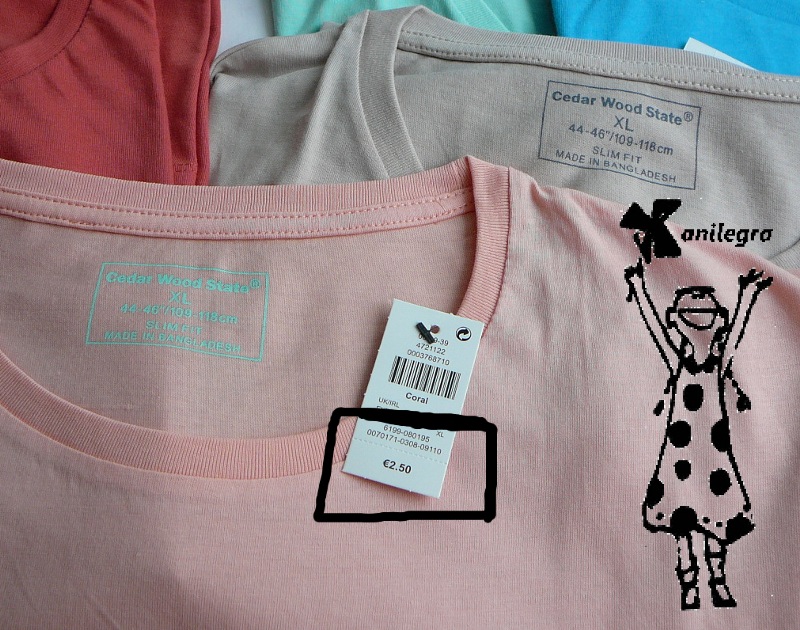 Cedar Wood State®
XL
44-46"/109-118cm
SLIM FIT
MADE IN BANGLADESH
Xanilegra
Cedar Wood State®
XL
44-46"/109-118cm
SLIM FIT
MADE IN BANGLADESH
4721122
0003768710
Coral
UK/IRL
XL
6199-080195
0070171-0308-09110
€2.50